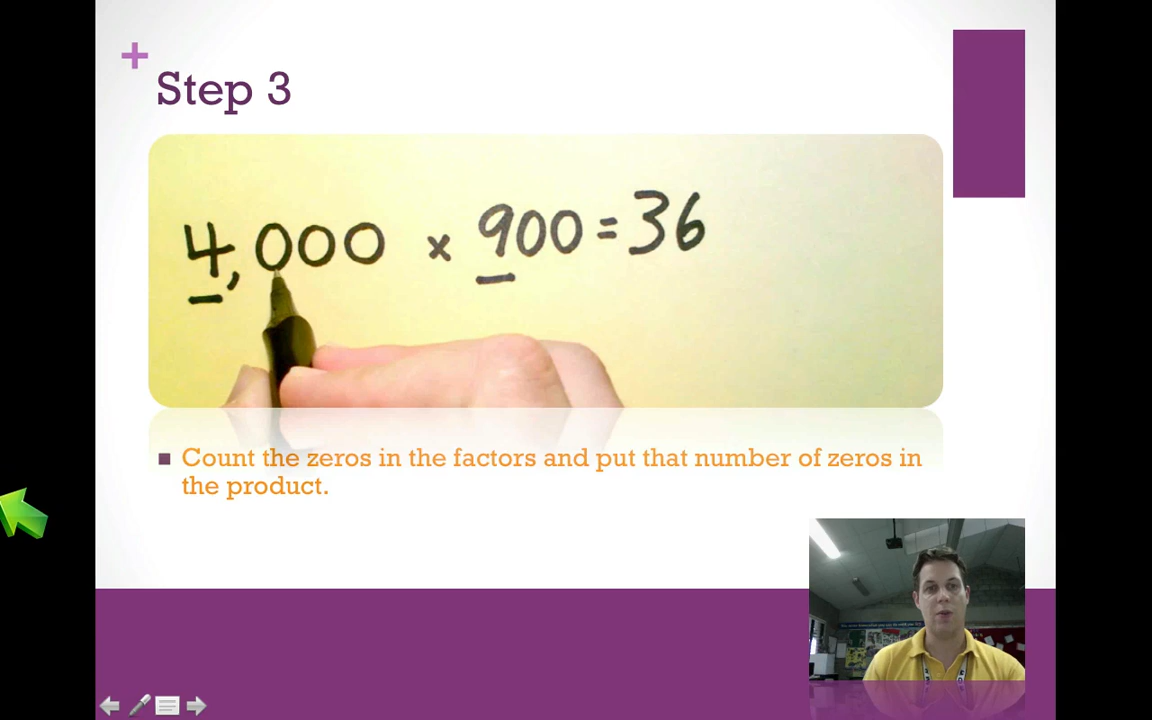 +
Step 3
4,000 x 900 = 36
Count the zeros in the factors and put that number of zeros in
the product.